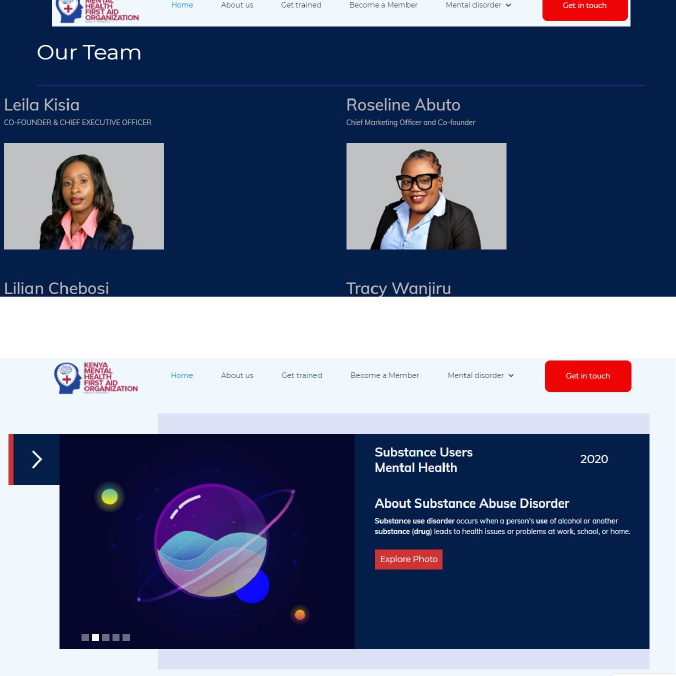 MENTAL
HEALTH
FIRST AID
ORGANIZATION
Home About us Get trained Become a Member Mental disorder Get in touch
Our Team
Leila Kisia Roseline Abuto
CO-FOUNDER & CHIEF EXECUTIVE OFFICER Chief Marketing Officer and Co-founder
Lilian Chebosi Tracy Wanjiru
KENYA
MENTAL
HEALTH
FIRST AID
ORGANIZATION
Home About us Get trained Become a Member Mental disorder Get in touch
Substance Users
Mental Health
2020
About Substance Abuse Disorder
Substance use disorder occurs when a person's use of alcohol or another
substance (drug) leads to health issues or problems at work, school, or home.
Explore Photo